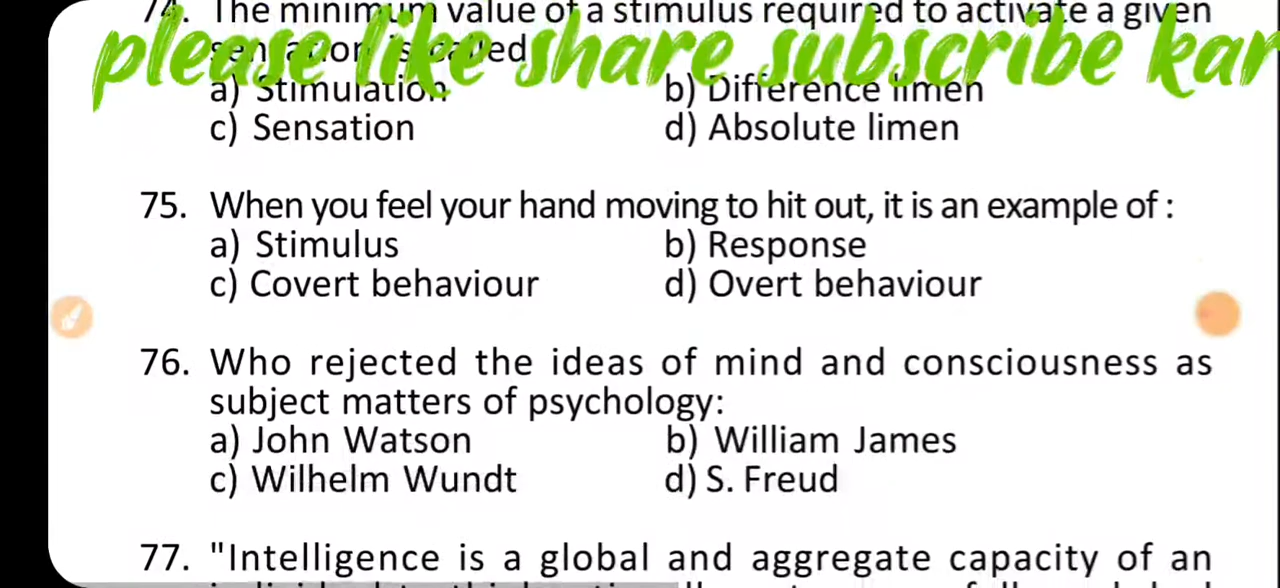 74. The minimum value of a stimulus required to activate a given
please like share subscribe kar
sensation is called
a) Stimulation b) Difference limen
c) Sensation d) Absolute limen
75. When you feel your hand moving to hit out, it is an example of :
a) Stimulus b) Response
c) Covert behaviour d) Overt behaviour
76. Who rejected the ideas of mind and consciousness as
subject matters of psychology:
a) John Watson b) William James
c) Wilhelm Wundt d) S. Freud
77. "Intelligence is a global and aggregate capacity of an